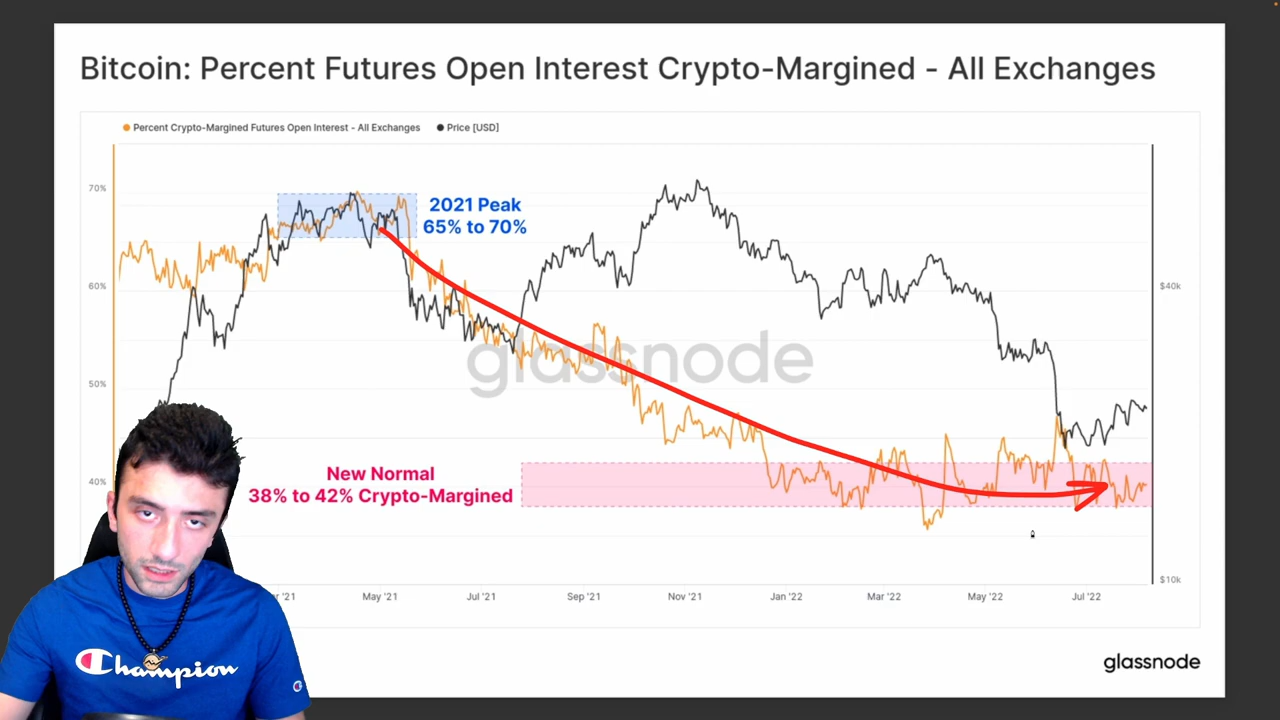 Bitcoin: Percent Futures Open Interest Crypto-Margined - All Exchanges
Percent Crypto-Margined Futures Open Interest - All Exchanges
Price [USD]
70%
60%
50%
40%
2021 Peak
65% to 70%
$40k
$10k
glassnode
New Normal
38% to 42% Crypto-Margined
'21
May '21
Jul '21
Sep '21
Nov '21
Jan '22
Mar '22
May '22
Jul '22
Champion
glassnode